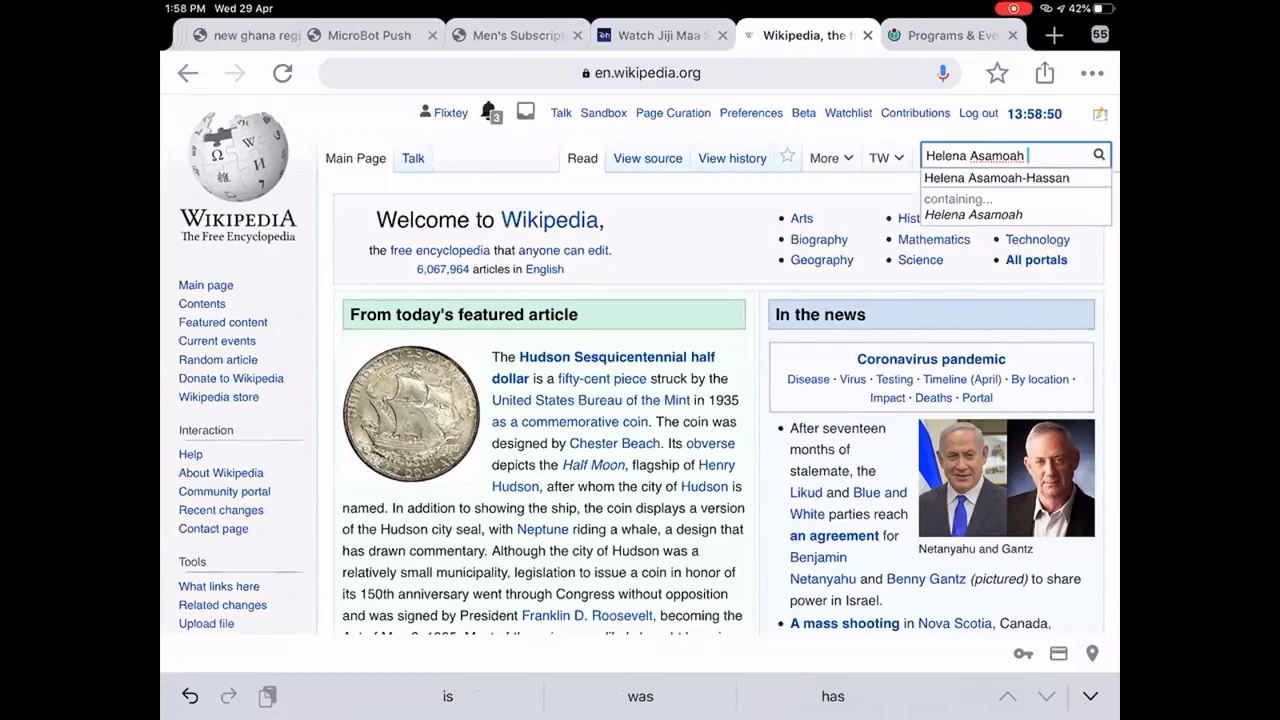 1:58 PM Wed 29 Apr
42%
new ghana regi
MicroBot Push
Men's Subscript
Watch Jiji Maa S
Wikipedia, the f
Programs & Eve
55
en.wikipedia.org
Flixtey
3
Talk
Sandbox
Page Curation
Preferences
Beta
Watchlist
Contributions
Log out
13:58:50
Main Page
Talk
Read
View source
View history
More
TW
Helena Asamoah
Helena Asamoah-Hassan
containing...
Helena Asamoah
WIKIPEDIA
The Free Encyclopedia
Main page
Contents
Featured content
Current events
Random article
Donate to Wikipedia
Wikipedia store
Interaction
Help
About Wikipedia
Community portal
Recent changes
Contact page
Tools
What links here
Related changes
Upload file
Welcome to Wikipedia,
the free encyclopedia that anyone can edit.
6,067,964 articles in English
Arts
Biography
Geography
Hist
Mathematics
Science
Technology
All portals
From today's featured article
The Hudson Sesquicentennial half
dollar is a fifty-cent piece struck by the
United States Bureau of the Mint in 1935
as a commemorative coin. The coin was
designed by Chester Beach. Its obverse
depicts the Half Moon, flagship of Henry
Hudson, after whom the city of Hudson is
named. In addition to showing the ship, the coin displays a version
of the Hudson city seal, with Neptune riding a whale, a design that
has drawn commentary. Although the city of Hudson was a
relatively small municipality, legislation to issue a coin in honor of
its 150th anniversary went through Congress without opposition
and was signed by President Franklin D. Roosevelt, becoming the
In the news
Coronavirus pandemic
Disease · Virus · Testing · Timeline (April) · By location ·
Impact · Deaths · Portal
After seventeen
months of
stalemate, the
Likud and Blue and
White parties reach
an agreement for
Benjamin
Netanyahu and Benny Gantz (pictured) to share
power in Israel.
Netanyahu and Gantz
A mass shooting in Nova Scotia, Canada,
is
was
has